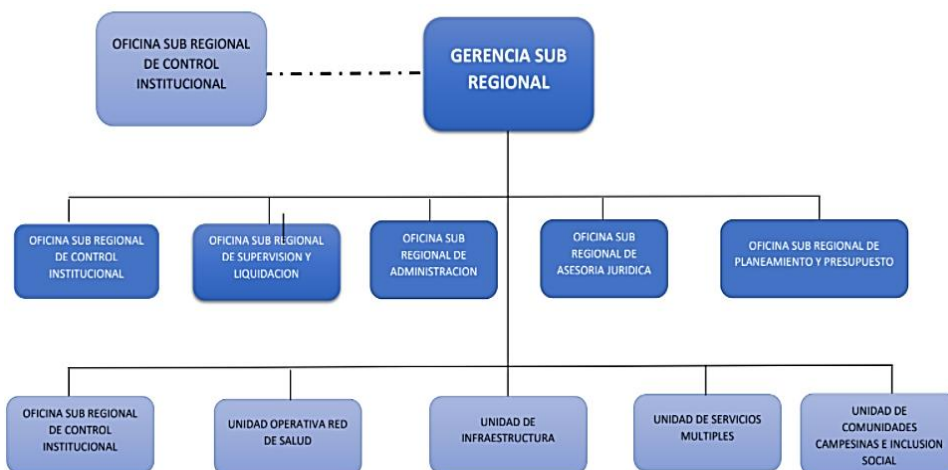 OFICINA SUB REGIONAL
DE CONTROL
INSTITUCIONAL
GERENCIA SUB
REGIONAL
OFICINA SUB REGIONAL
DE CONTROL
INSTITUCIONAL
OFICINA SUB REGIONAL
DE SUPERVISION Y
LIQUIDACION
OFICINA SUB
REGIONAL DE
ADMINISTRACION
OFICINA SUB
REGIONAL DE
ASESORIA JURIDICA
OFICINA SUB REGIONAL DE
PLANEAMIENTO Y PRESUPUESTO
OFICINA SUB REGIONAL
DE CONTROL
INSTITUCIONAL
UNIDAD OPERATIVA RED
DE SALUD
UNIDAD DE
INFRAESTRUCTURA
UNIDAD DE SERVICIOS
MULTIPLES
UNIDAD DE
COMUNIDADES
CAMPESINAS E INCLUSION
SOCIAL